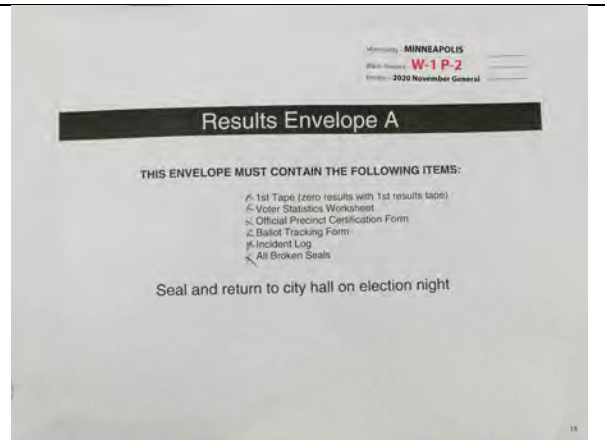 Municipality - MINNEAPOLIS
W-1 P-2
Election - 2020 November General
Results Envelope A
THIS ENVELOPE MUST CONTAIN THE FOLLOWING ITEMS:
1st Tape (zero results with 1st results tape)
Voter Statistics Worksheet
Official Precinct Certification Form
Ballot Tracking Form
Incident Log
All Broken Seals
Seal and return to city hall on election night